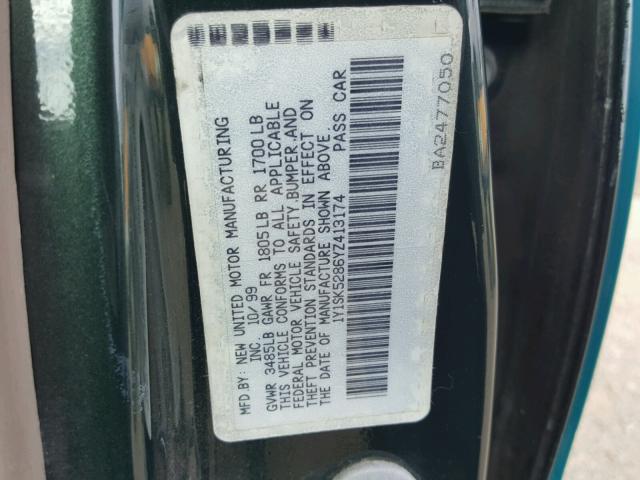 MFD BY: NEW UNITED MOTOR MANUFACTURING
INC. 10/99
GVWR 3485LB GAWR FR 1805LB RR 1700LB
THIS VEHICLE CONFORMS TO ALL APPLICABLE
FEDERAL MOTOR VEHICLE SAFETY.BUMPER.AND
THEFT PREVENTION STANDARDS IN EFFECT ON
THE DATE OF MANUFACTURE SHOWN ABOVE.
1Y1SK5286YZ413174 PASS CAR
BA2477050